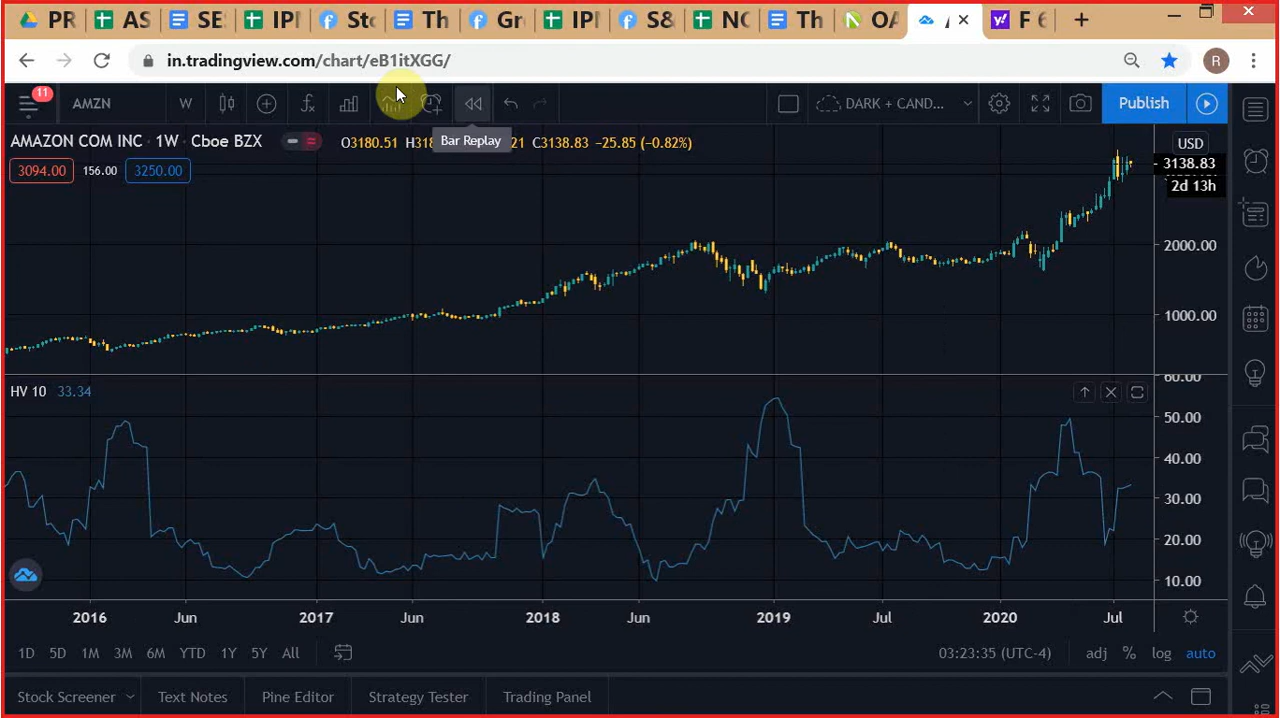 PR AS SE IPI Sto Th Gr IPI S& NO Th OA F 6
in.tradingview.com/chart/eB1itXGG/
R
11 AMZN W DARK + CAND... Publish
Bar Replay
AMAZON COM INC · 1W · Cboe BZX O3180.51 H318 21 C3138.83 −25.85 (−0.82%) USD
3094.00 156.00 3250.00 3138.83
2d 13h
2000.00
1000.00
HV 10 33.34 60.00
50.00
40.00
30.00
20.00
10.00
2016 Jun 2017 Jun 2018 Jun 2019 Jul 2020 Jul
1D 5D 1M 3M 6M YTD 1Y 5Y All 03:23:35 (UTC-4) adj % log auto
Stock Screener Text Notes Pine Editor Strategy Tester Trading Panel